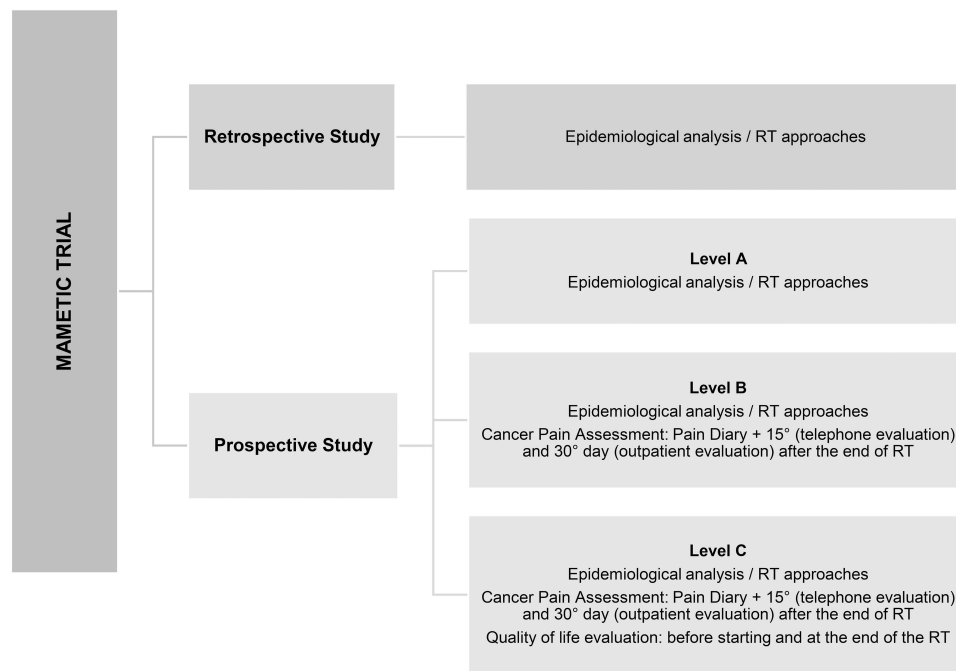 MAMETIC TRIAL
Retrospective Study
Epidemiological analysis / RT approaches
Prospective Study
Level A
Epidemiological analysis / RT approaches
Level B
Epidemiological analysis / RT approaches
Cancer Pain Assessment: Pain Diary + 15° (telephone evaluation)
and 30° day (outpatient evaluation) after the end of RT
Level C
Epidemiological analysis / RT approaches
Cancer Pain Assessment: Pain Diary + 15° (telephone evaluation)
and 30° day (outpatient evaluation) after the end of RT
Quality of life evaluation: before starting and at the end of the RT